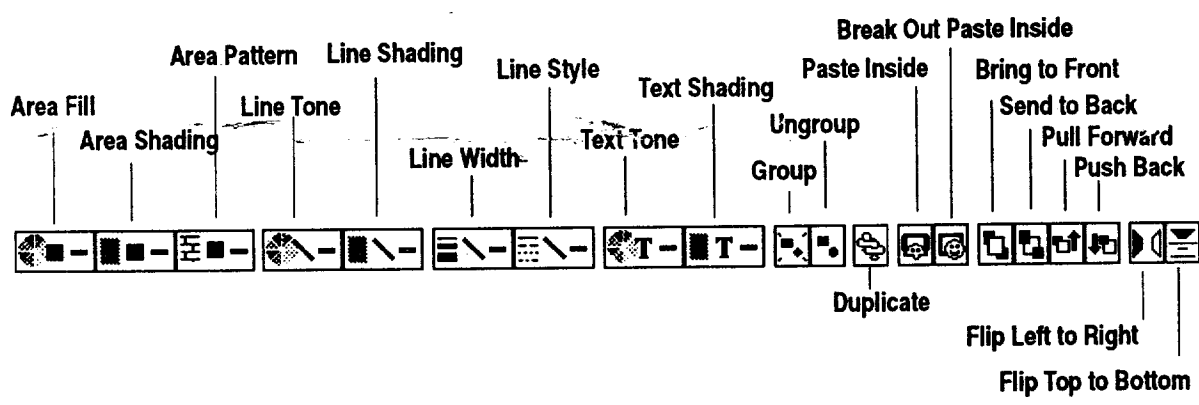 Break Out Paste Inside
Area Pattern
Line Shading
Line Style
Paste Inside
Bring to Front
Text Shading
Area Fill
Line Tone
Send to Back
Area Shading
Ungroup
Text Tone
Pull Forward
Line Width
Group
Push Back
T
T
Duplicate
Flip Left to Right
Flip Top to Bottom